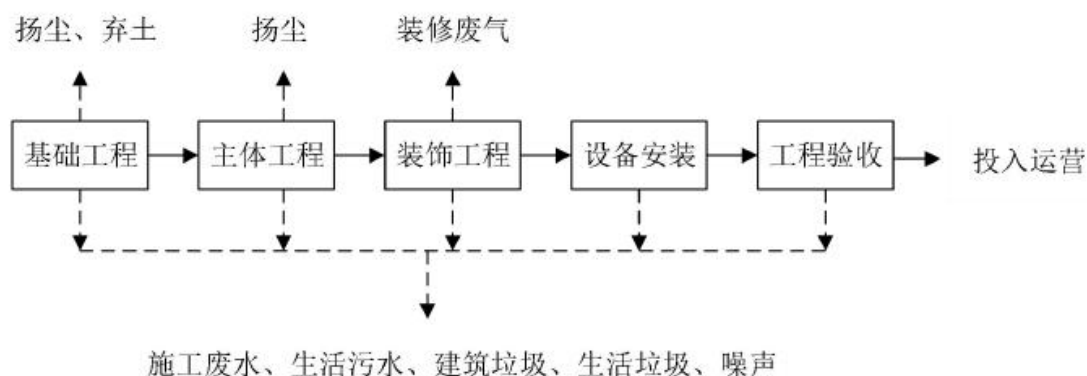 扬尘、弃土
扬尘
装修废气
基础工程
主体工程
装饰工程
设备安装
工程验收
投入运营
施工废水、生活污水、建筑垃圾、生活垃圾、噪声